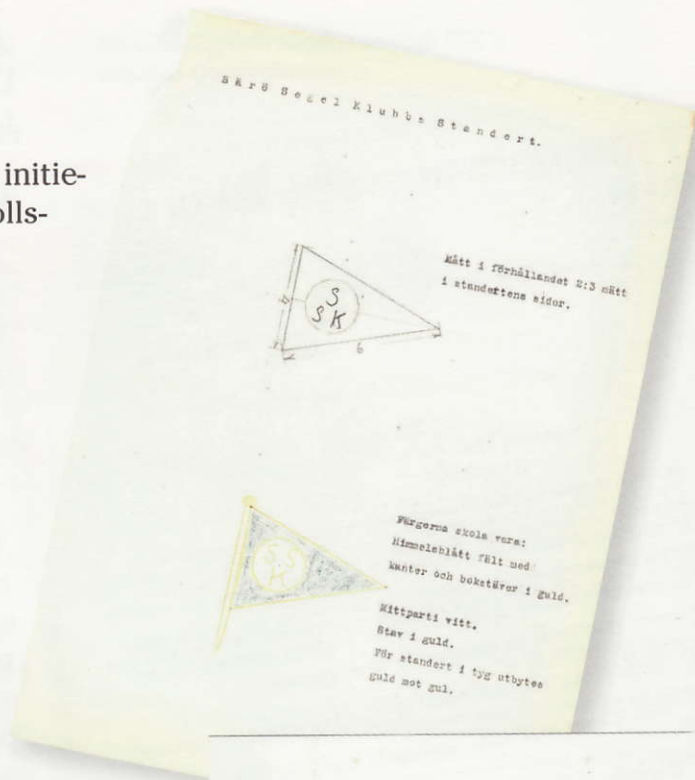 initie-
olls-
Särö Segel Klubbs Standert.
Mått i förhållandet 2:3 mätt
i standertens sidor.
S
S K
6
Färgerna skola vara:
Himmelsblått fält med
kanter och bokstäver i guld.
S S
K
Mittparti vitt.
Stav i guld.
För standert i tyg utbytes
guld mot gul.